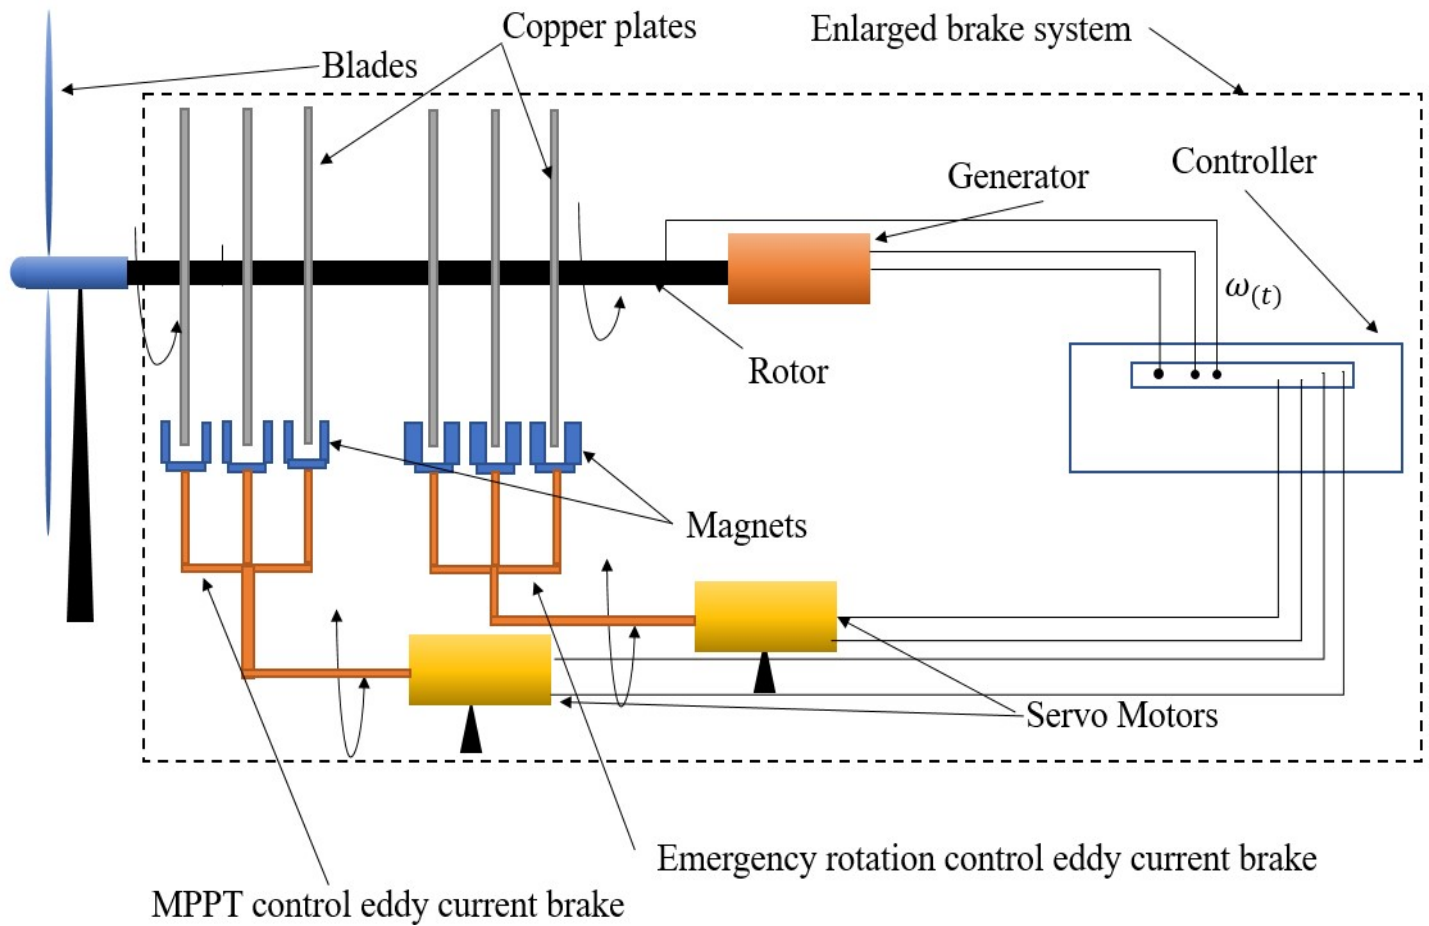 Copper plates
Enlarged brake system
Blades
Controller
Generator
ω(t)
Rotor
Magnets
Servo Motors
Emergency rotation control eddy current brake
MPPT control eddy current brake